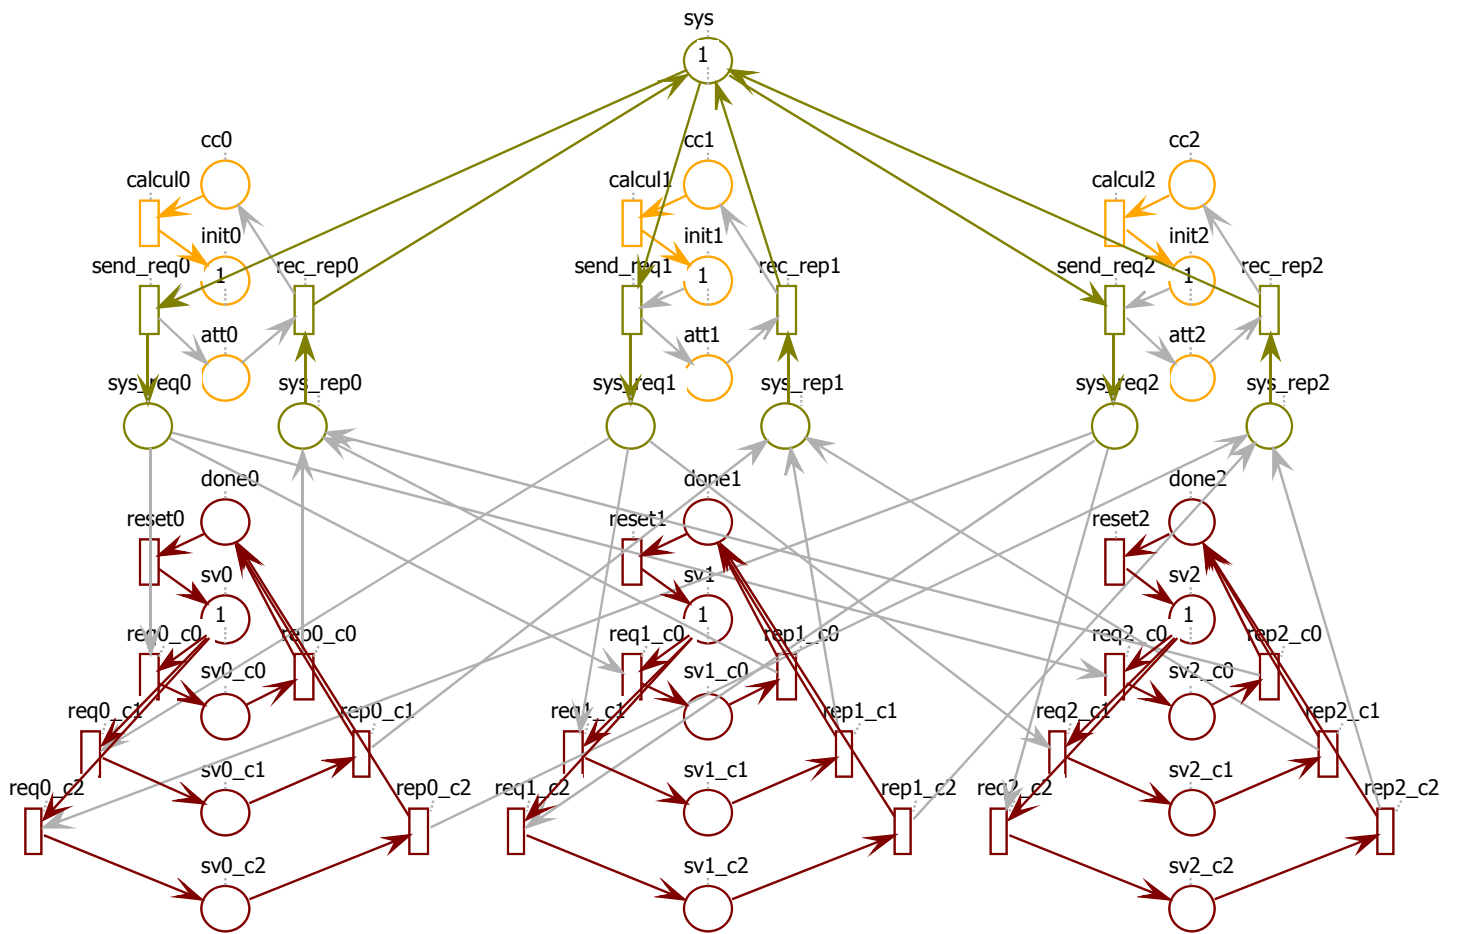 sys
1
cc0
cc1
cc2
calcul0
calcul1
calcul2
init0
init1
init2
1
1
1
send_req0
rec_rep0
send_req1
rec_rep1
send_req2
rec_rep2
att0
att1
att2
sys_req0
sys_rep0
sys_req1
sys_rep1
sys_req2
sys_rep2
done0
done1
done2
reset0
reset1
reset2
sv0
sv1
sv2
1
1
1
req0_c0
rep0_c0
req1_c0
rep1_c0
req2_c0
rep2_c0
sv0_c0
sv1_c0
sv2_c0
req0_c1
rep0_c1
req1_c1
rep1_c1
req2_c1
rep2_c1
sv0_c1
sv1_c1
sv2_c1
req0_c2
rep0_c2
req1_c2
rep1_c2
req2_c2
rep2_c2
sv0_c2
sv1_c2
sv2_c2